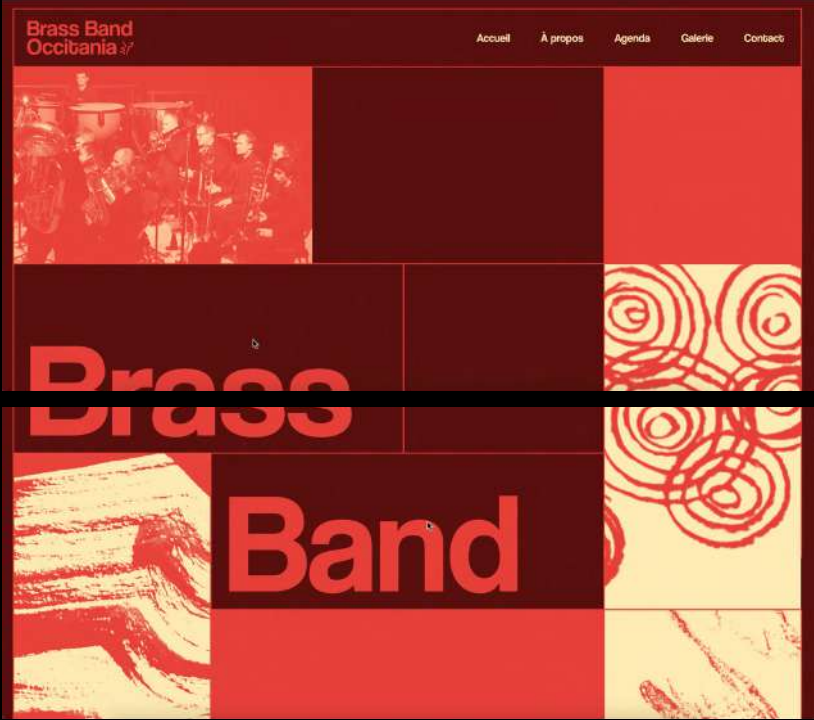 Brass Band
Occitania
Accueil À propos Agenda Galerie Contact
Brass
Band